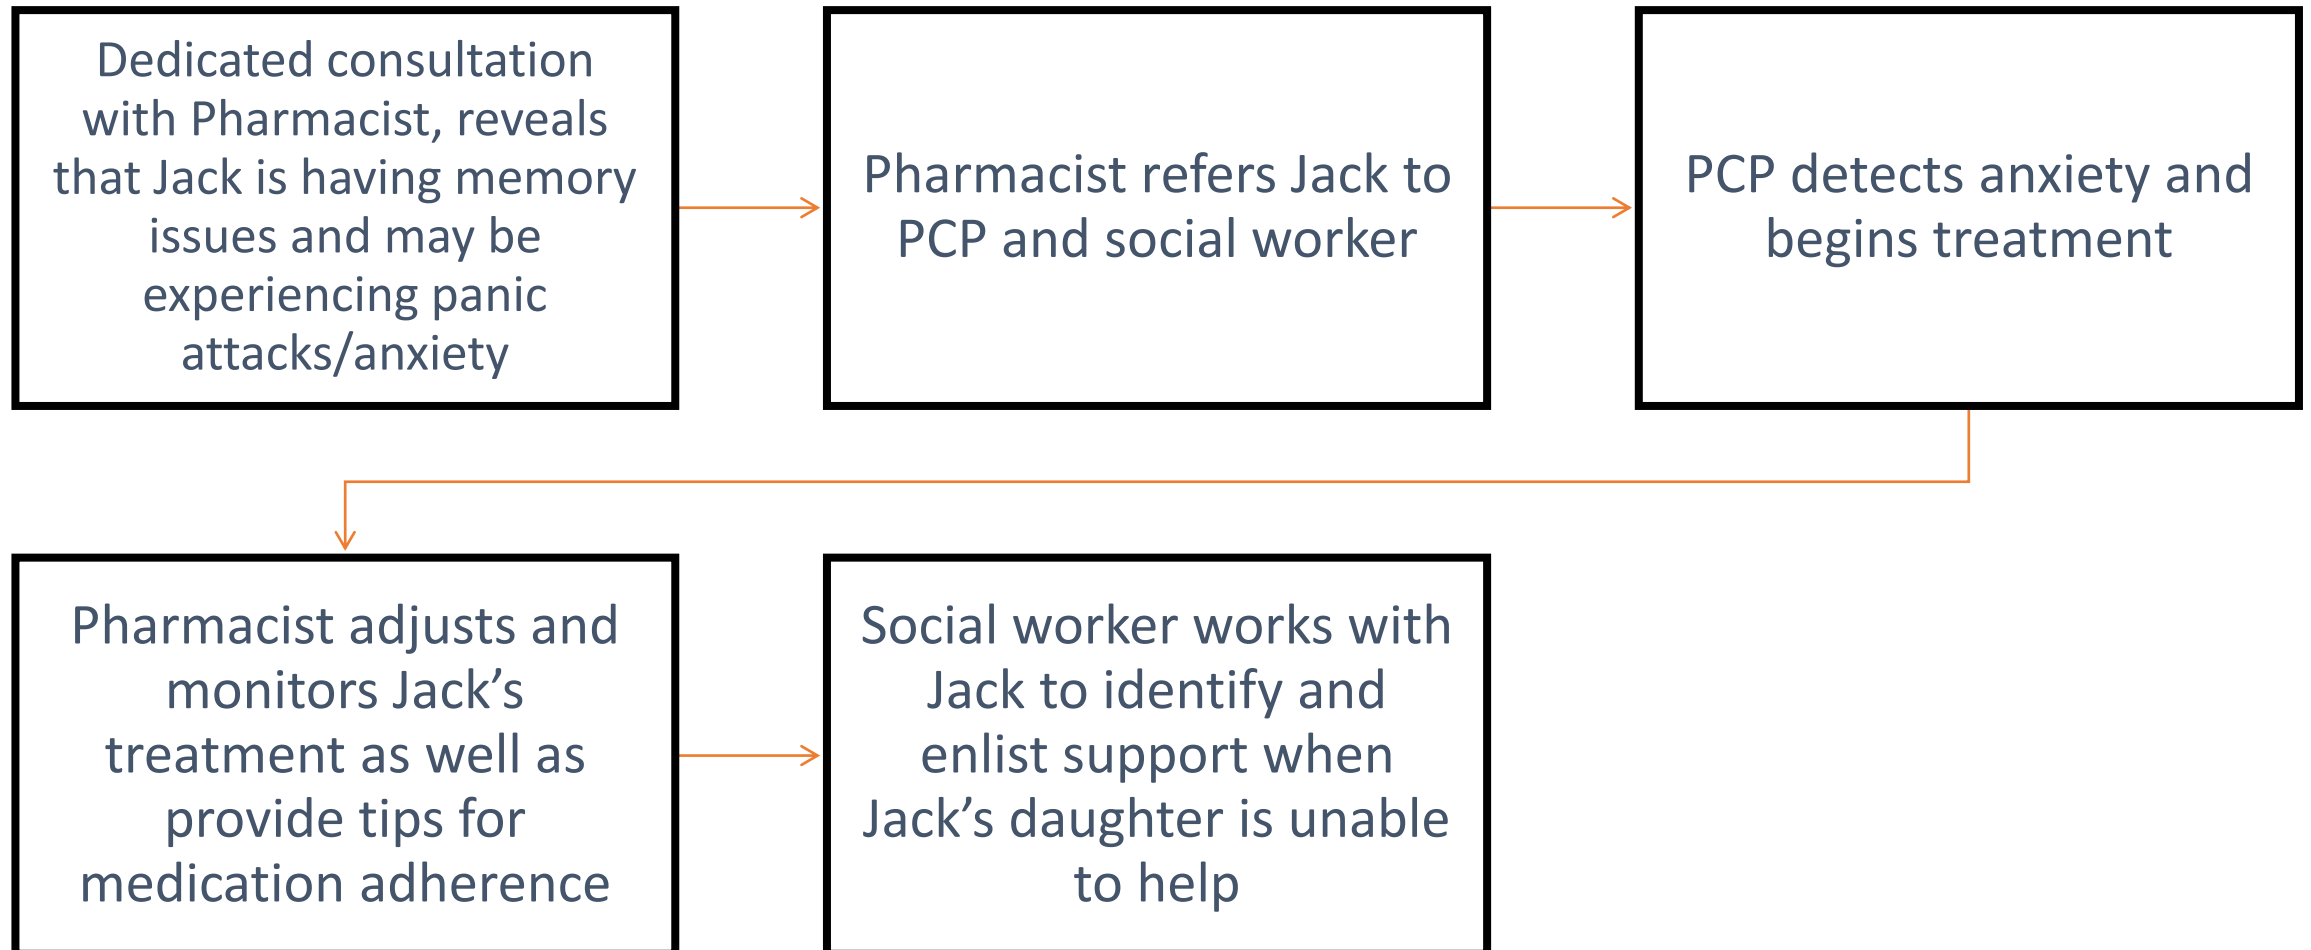 Dedicated consultation
with Pharmacist, reveals
that Jack is having memory
issues and may be
experiencing panic
attacks/anxiety
Pharmacist refers Jack to
PCP and social worker
PCP detects anxiety and
begins treatment
Pharmacist adjusts and
monitors Jack’s
treatment as well as
provide tips for
medication adherence
Social worker works with
Jack to identify and
enlist support when
Jack’s daughter is unable
to help